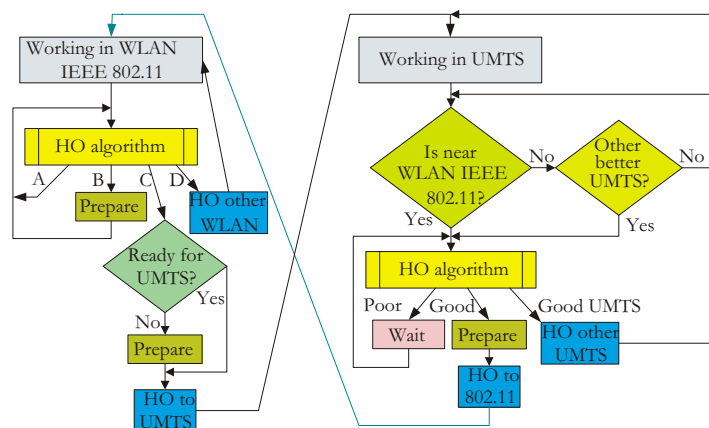 Working in WLAN
IEEE 802.11
HO algorithm
A
B
C
D
Prepare
HO other
WLAN
Ready for
UMTS?
Yes
No
Prepare
HO to
UMTS
Working in UMTS
Is near
WLAN IEEE
802.11?
No
Other
better
UMTS?
No
Yes
Yes
HO algorithm
Poor
Good
Good UMTS
Wait
Prepare
HO other
UMTS
HO to
802.11